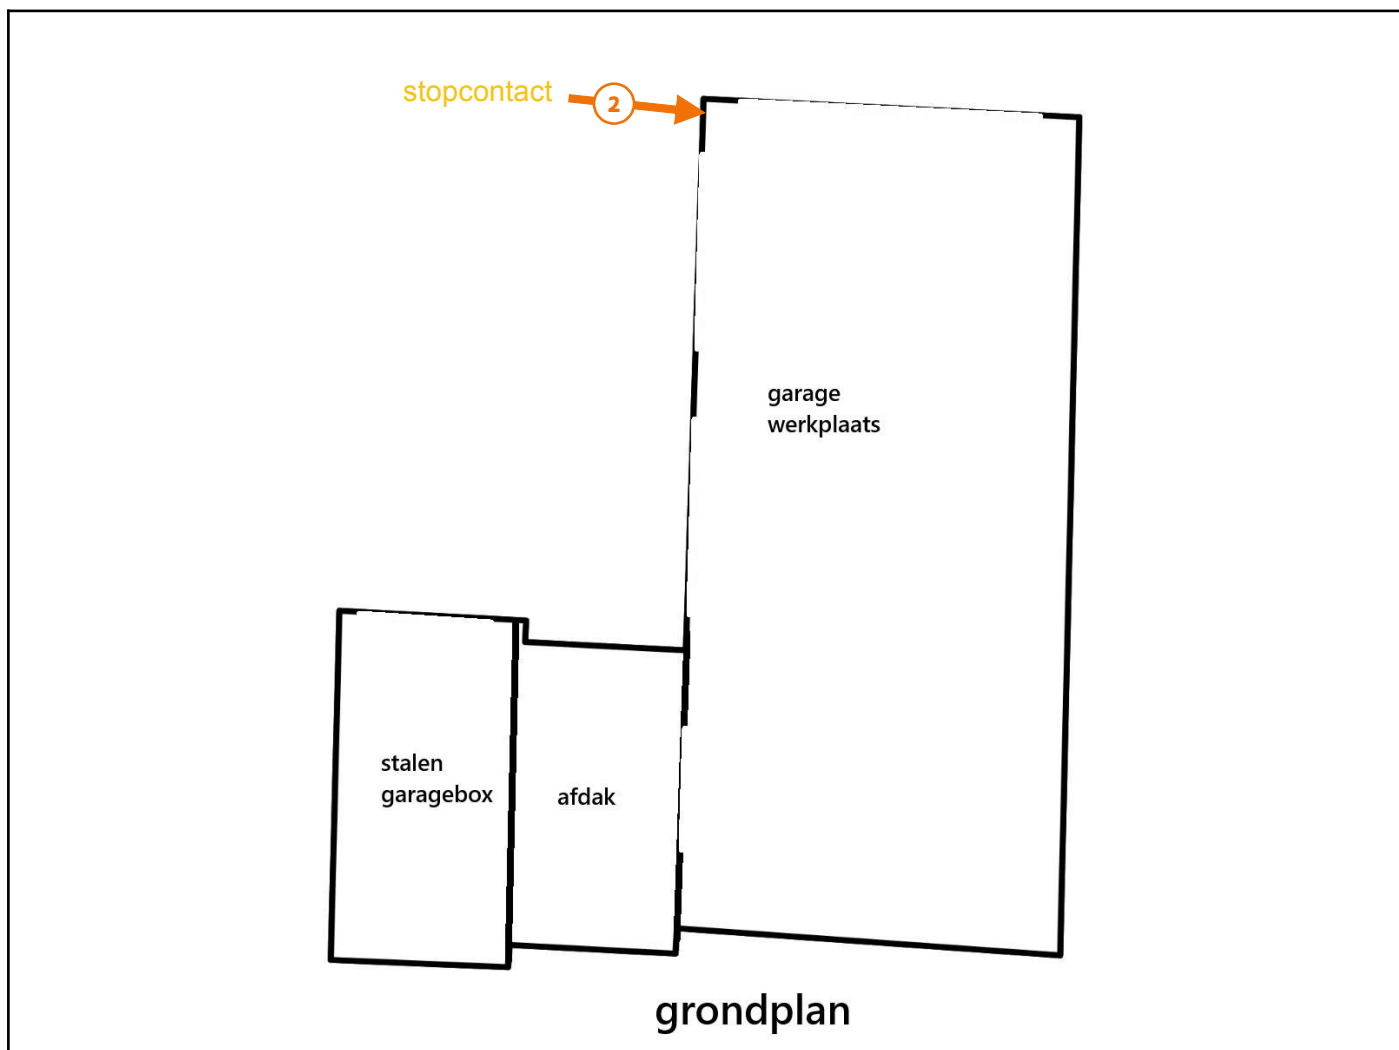 stopcontact
2
garage
werkplaats
stalen
garagebox
afdak
grondplan